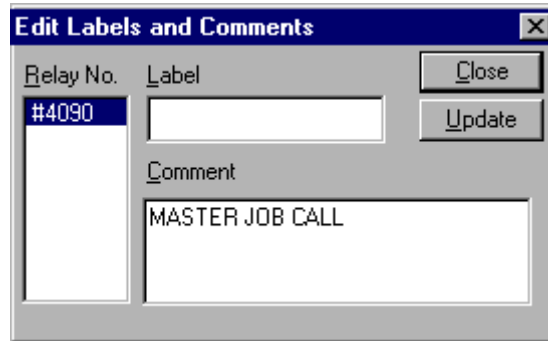 Edit Labels and Comments
Relay No. Label
Close
#4090
Update
Comment
MASTER JOB CALL